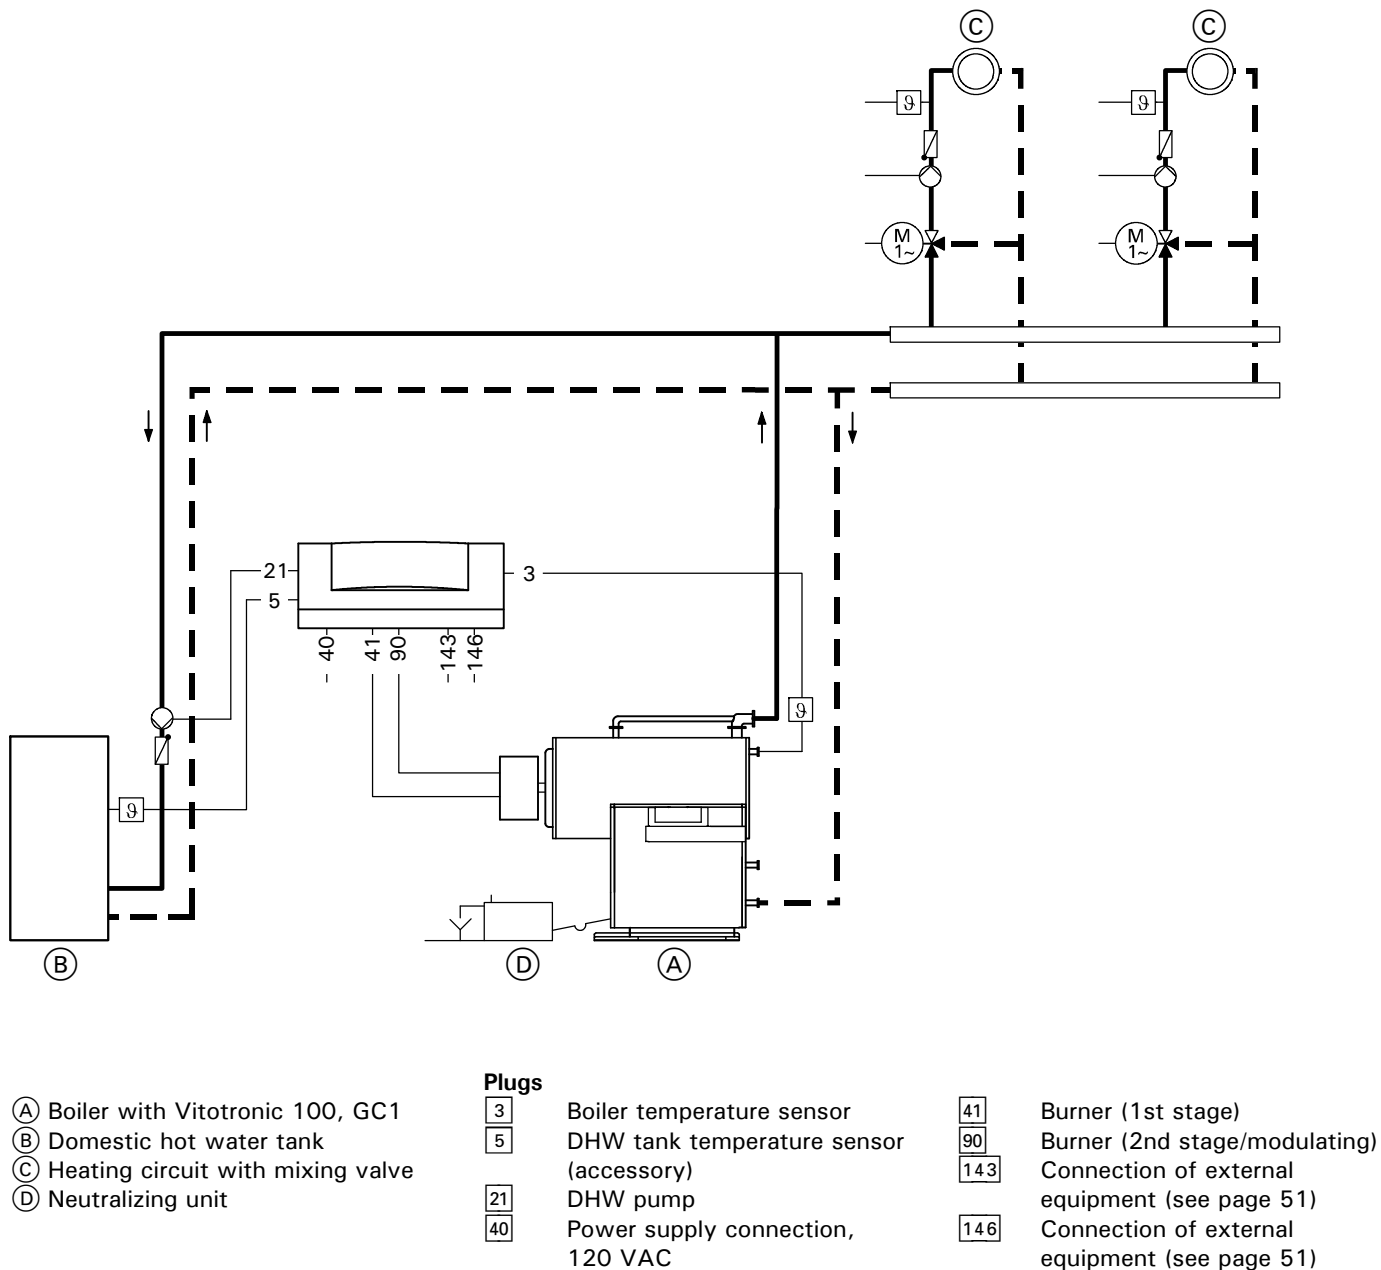 C C
ϑ ϑ
M
1~
M
1~
21
5
3
40
41
90
143
146
ϑ
ϑ
B D A
Plugs
A Boiler with Vitotronic 100, GC1
B Domestic hot water tank
C Heating circuit with mixing valve
D Neutralizing unit
3 Boiler temperature sensor
5 DHW tank temperature sensor
(accessory)
21 DHW pump
40 Power supply connection,
120 VAC
41 Burner (1st stage)
90 Burner (2nd stage/modulating)
143 Connection of external
equipment (see page 51)
146 Connection of external
equipment (see page 51)